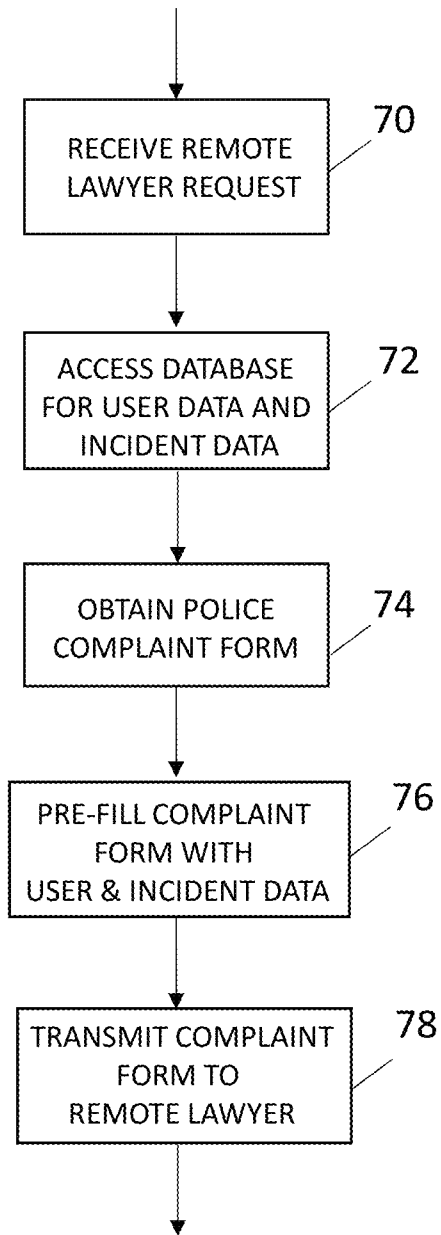 70
RECEIVE REMOTE
LAWYER REQUEST
72
ACCESS DATABASE
FOR USER DATA AND
INCIDENT DATA
74
OBTAIN POLICE
COMPLAINT FORM
76
PRE-FILL COMPLAINT
FORM WITH
USER & INCIDENT DATA
78
TRANSMIT COMPLAINT
FORM TO
REMOTE LAWYER